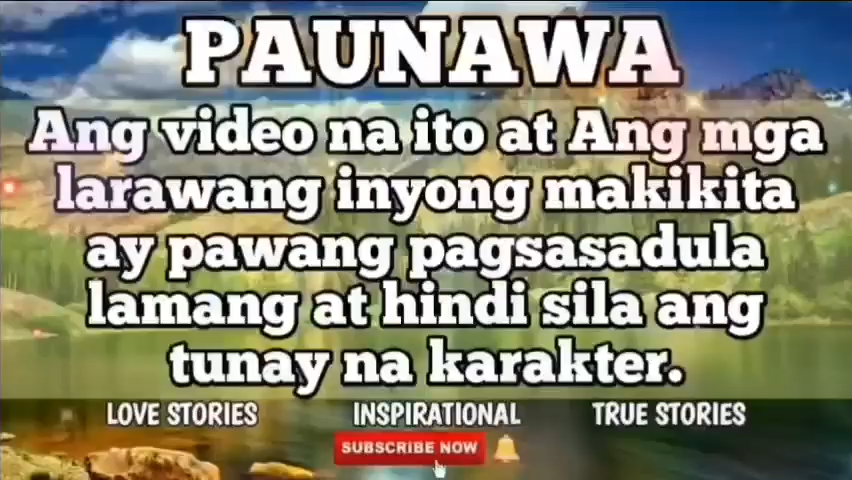 PAUNAWA
Ang video na ito at Ang mga
larawang inyong makikita
ay pawang pagsasadula
lamang at hindi sila ang
tunay na karakter.
LOVE STORIES INSPIRATIONAL TRUE STORIES
SUBSCRIBE NOW